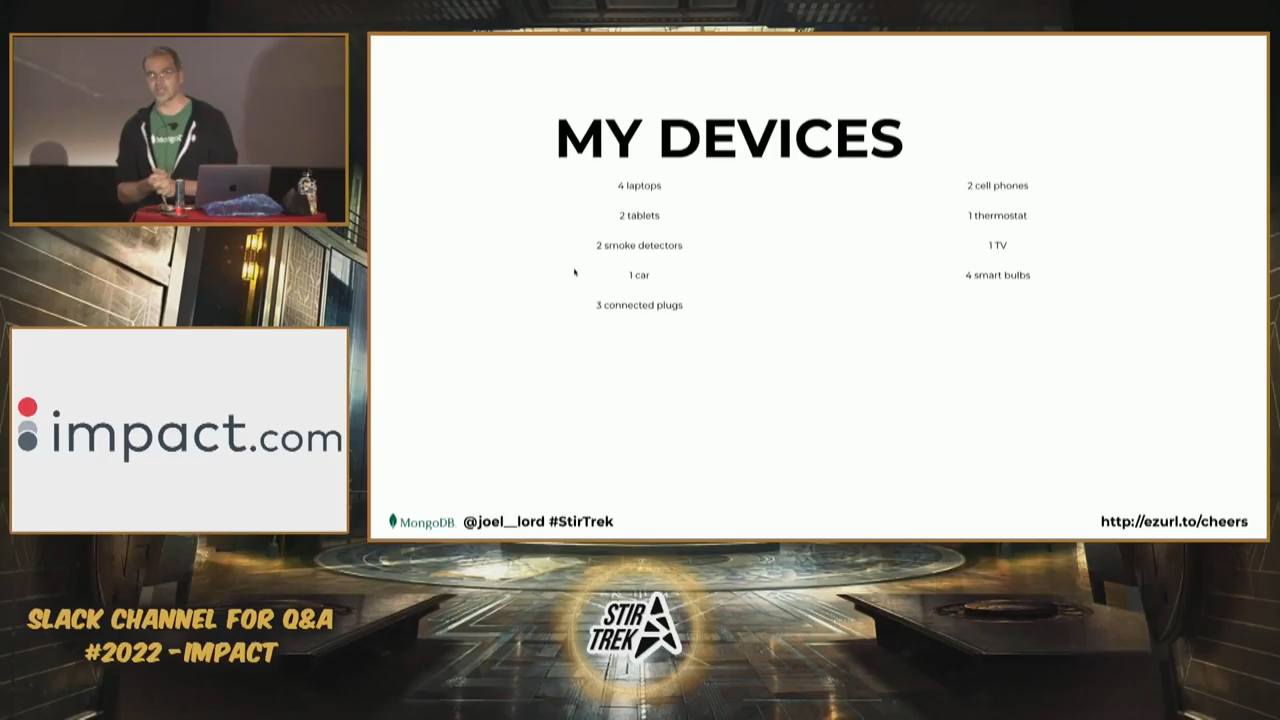 MongoDB
impact.com
SLACK CHANNEL FOR Q&A
#2022 - IMPACT
MY DEVICES
4 laptops
2 tablets
2 smoke detectors
1 car
3 connected plugs
2 cell phones
1 thermostat
1 TV
4 smart bulbs
MongoDB. @joel__lord #StirTrek
http://ezurl.to/cheers
STIR
TREK